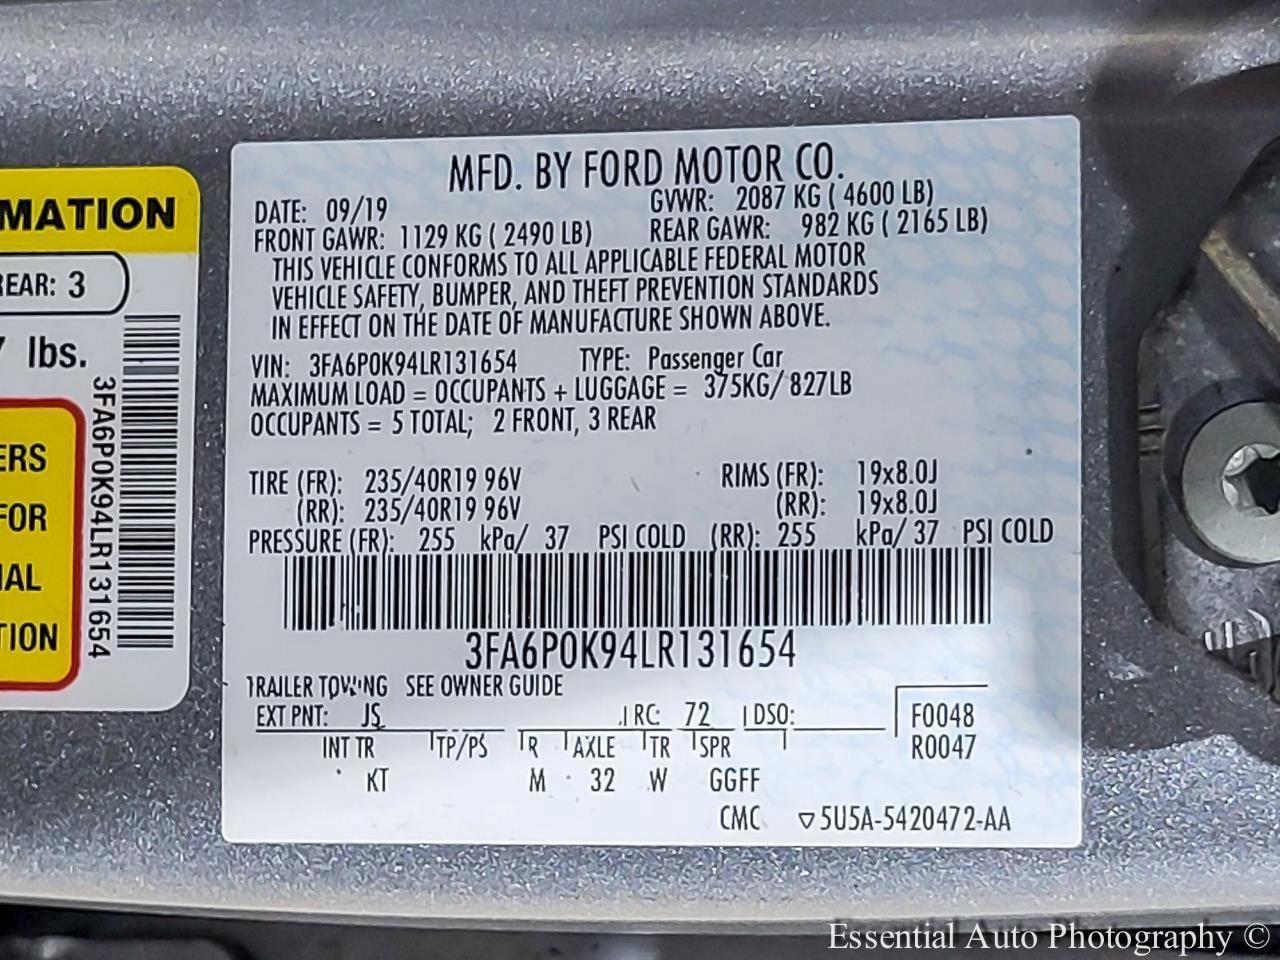 MATION
REAR: 3
lbs.
3FA6P0K94LR131654
ERS
FOR
IAL
TION
MFD. BY FORD MOTOR CO.
DATE: 09/19 GVWR: 2087 KG ( 4600 LB)
FRONT GAWR: 1129 KG ( 2490 LB) REAR GAWR: 982 KG ( 2165 LB)
THIS VEHICLE CONFORMS TO ALL APPLICABLE FEDERAL MOTOR
VEHICLE SAFETY, BUMPER, AND THEFT PREVENTION STANDARDS
IN EFFECT ON THE DATE OF MANUFACTURE SHOWN ABOVE.
VIN: 3FA6P0K94LR131654 TYPE: Passenger Car
MAXIMUM LOAD = OCCUPANTS + LUGGAGE = 375KG/ 827LB
OCCUPANTS = 5 TOTAL; 2 FRONT, 3 REAR
TIRE (FR): 235/40R19 96V RIMS (FR): 19x8.0J
(RR): 235/40R19 96V (RR): 19x8.0J
PRESSURE (FR): 255 kPa/ 37 PSI COLD (RR): 255 kPa/ 37 PSI COLD
3FA6P0K94LR131654
TRAILER TOWING SEE OWNER GUIDE
EXT PNT: JS RC: 72 DSO: F0048
INT TR TP/PS R AXLE TR SPR R0047
KT M 32 W GGFF
CMC ▽5U5A-5420472-AA
Essential Auto Photography ©